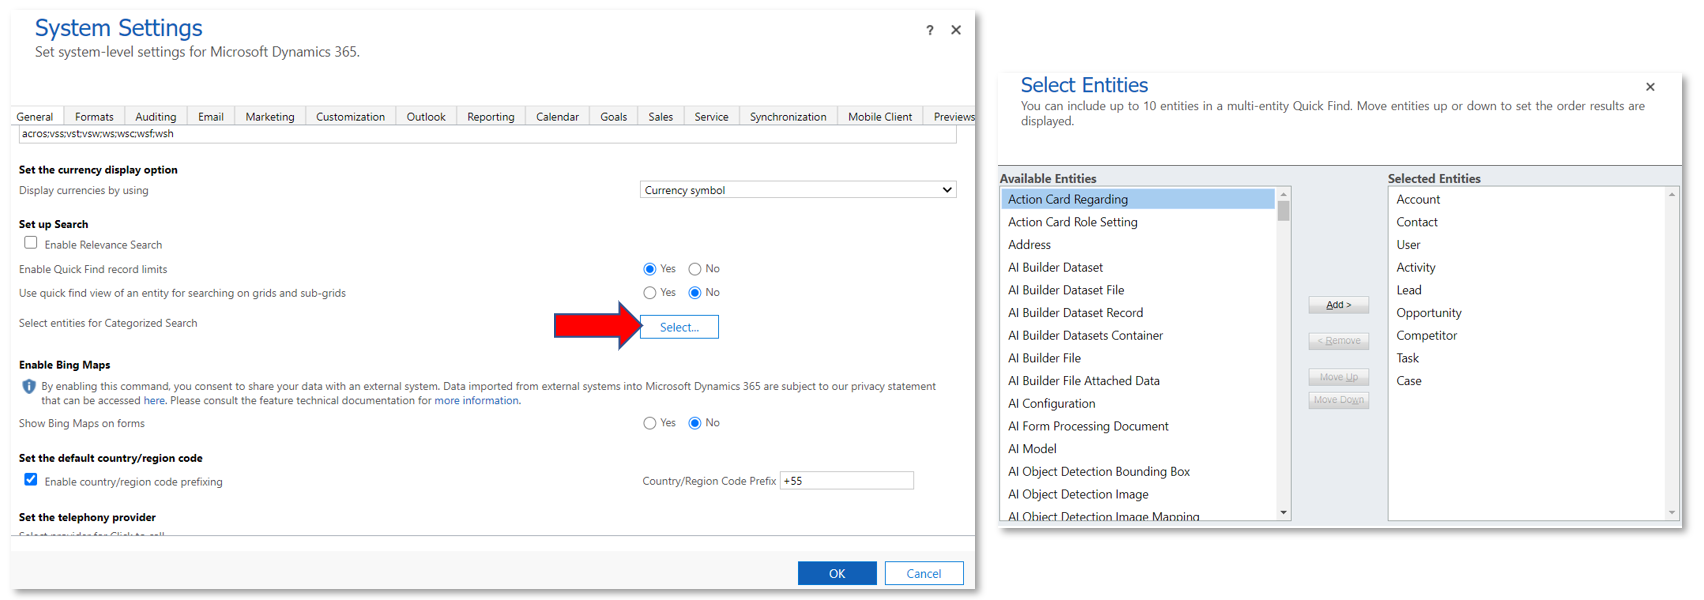 System Settings
?
Set system-level settings for Microsoft Dynamics 365.
General Formats Auditing Email Marketing Customization Outlook Reporting Calendar Goals Sales Service Synchronization Mobile Client Previews
acros;vss;vst;vsw;ws;wsc;wsf;wsh
Set the currency display option
Display currencies by using Currency symbol
Set up Search
Enable Relevance Search
Enable Quick Find record limits Yes No
Use quick find view of an entity for searching on grids and sub-grids Yes No
Select entities for Categorized Search Select...
Enable Bing Maps
By enabling this command, you consent to share your data with an external system. Data imported from external systems into Microsoft Dynamics 365 are subject to our privacy statement
that can be accessed here. Please consult the feature technical documentation for more information.
Show Bing Maps on forms Yes No
Set the default country/region code
Enable country/region code prefixing Country/Region Code Prefix +55
Set the telephony provider
Select provider for Click to call
OK Cancel
Select Entities
You can include up to 10 entities in a multi-entity Quick Find. Move entities up or down to set the order results are
displayed.
Available Entities
Action Card Regarding
Action Card Role Setting
Address
AI Builder Dataset
AI Builder Dataset File
AI Builder Dataset Record
AI Builder Datasets Container
AI Builder File
AI Builder File Attached Data
AI Configuration
AI Form Processing Document
AI Model
AI Object Detection Bounding Box
AI Object Detection Image
AI Object Detection Image Mapping
Add >
< Remove
Move Up
Move Down
Selected Entities
Account
Contact
User
Activity
Lead
Opportunity
Competitor
Task
Case